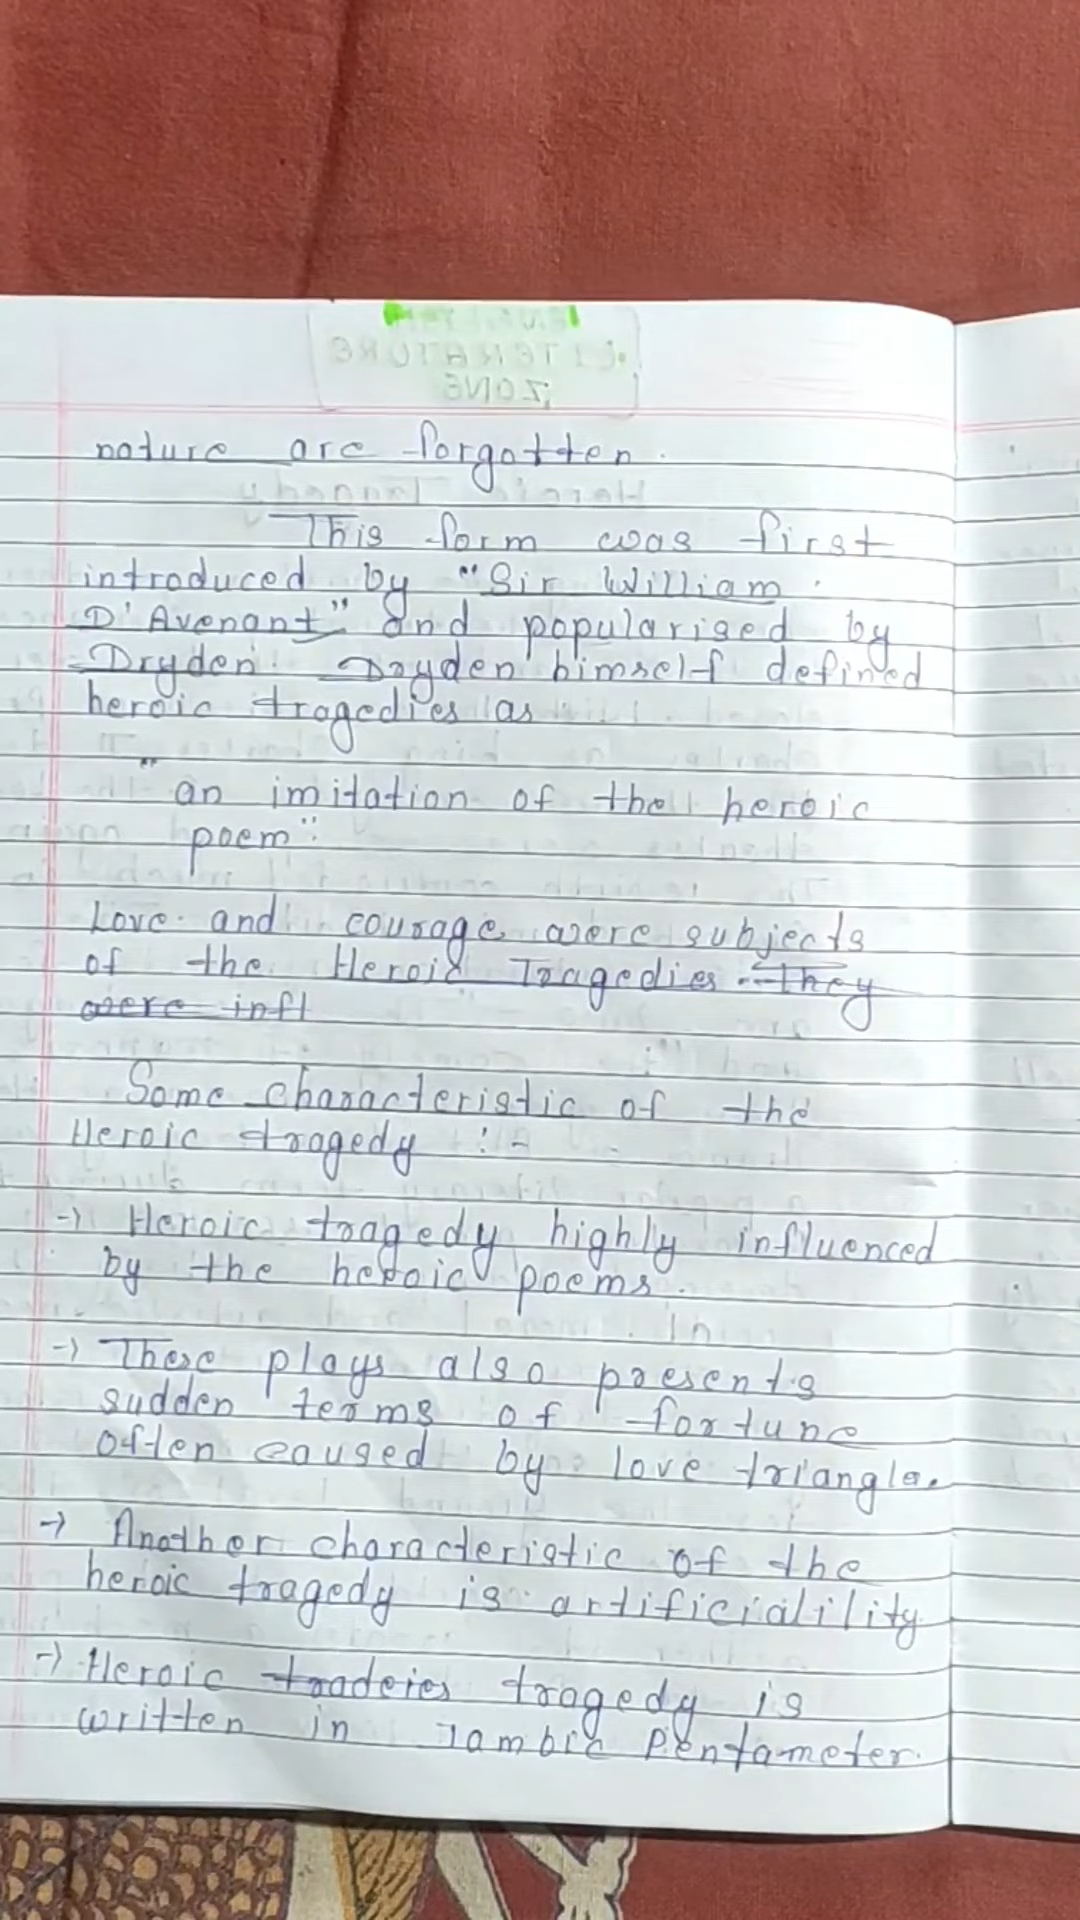 nature are forgotten.
This form was first
introduced by "Sir William
D'Avenant" and popularised by
Dryden. Dryden himself defined
heroic tragedies as
"an imitation of the heroic
poem".
Love and courage were subjects
of the Heroic Tragedies. They
were infl
Some characteristic of the
Heroic tragedy :-
→ Heroic tragedy highly influenced
by the heroic poems.
→ These plays also presents
sudden terms of fortune
often caused by love triangle.
→ Another characteristic of the
heroic tragedy is artificialility
→ Heroic tradeies tragedy is
written in Iambic Pentameter.